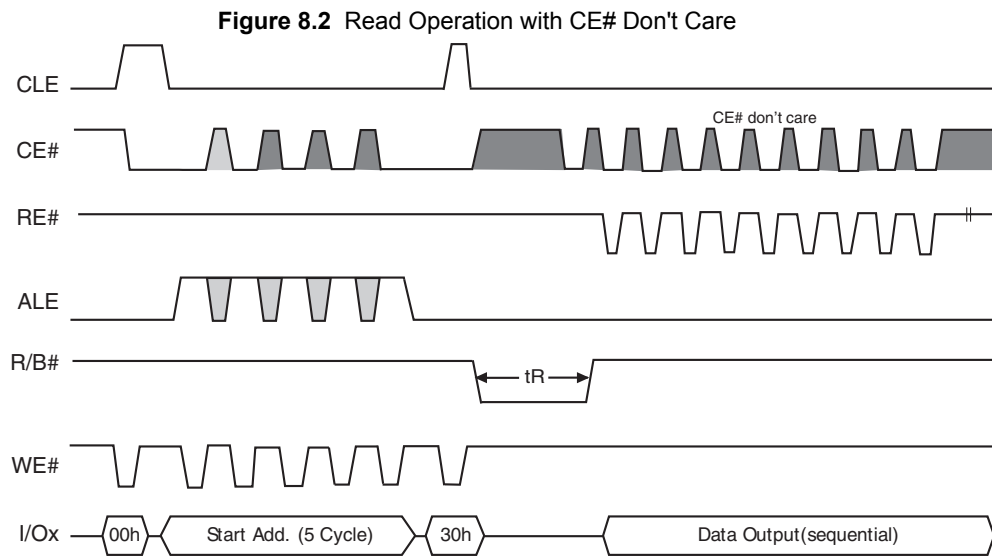 Figure 8.2 Read Operation with CE# Don't Care
CLE
CE#
CE# don't care
RE#
ALE
R/B#
tR
WE#
I/Ox
00h
Start Add. (5 Cycle)
30h
Data Output(sequential)